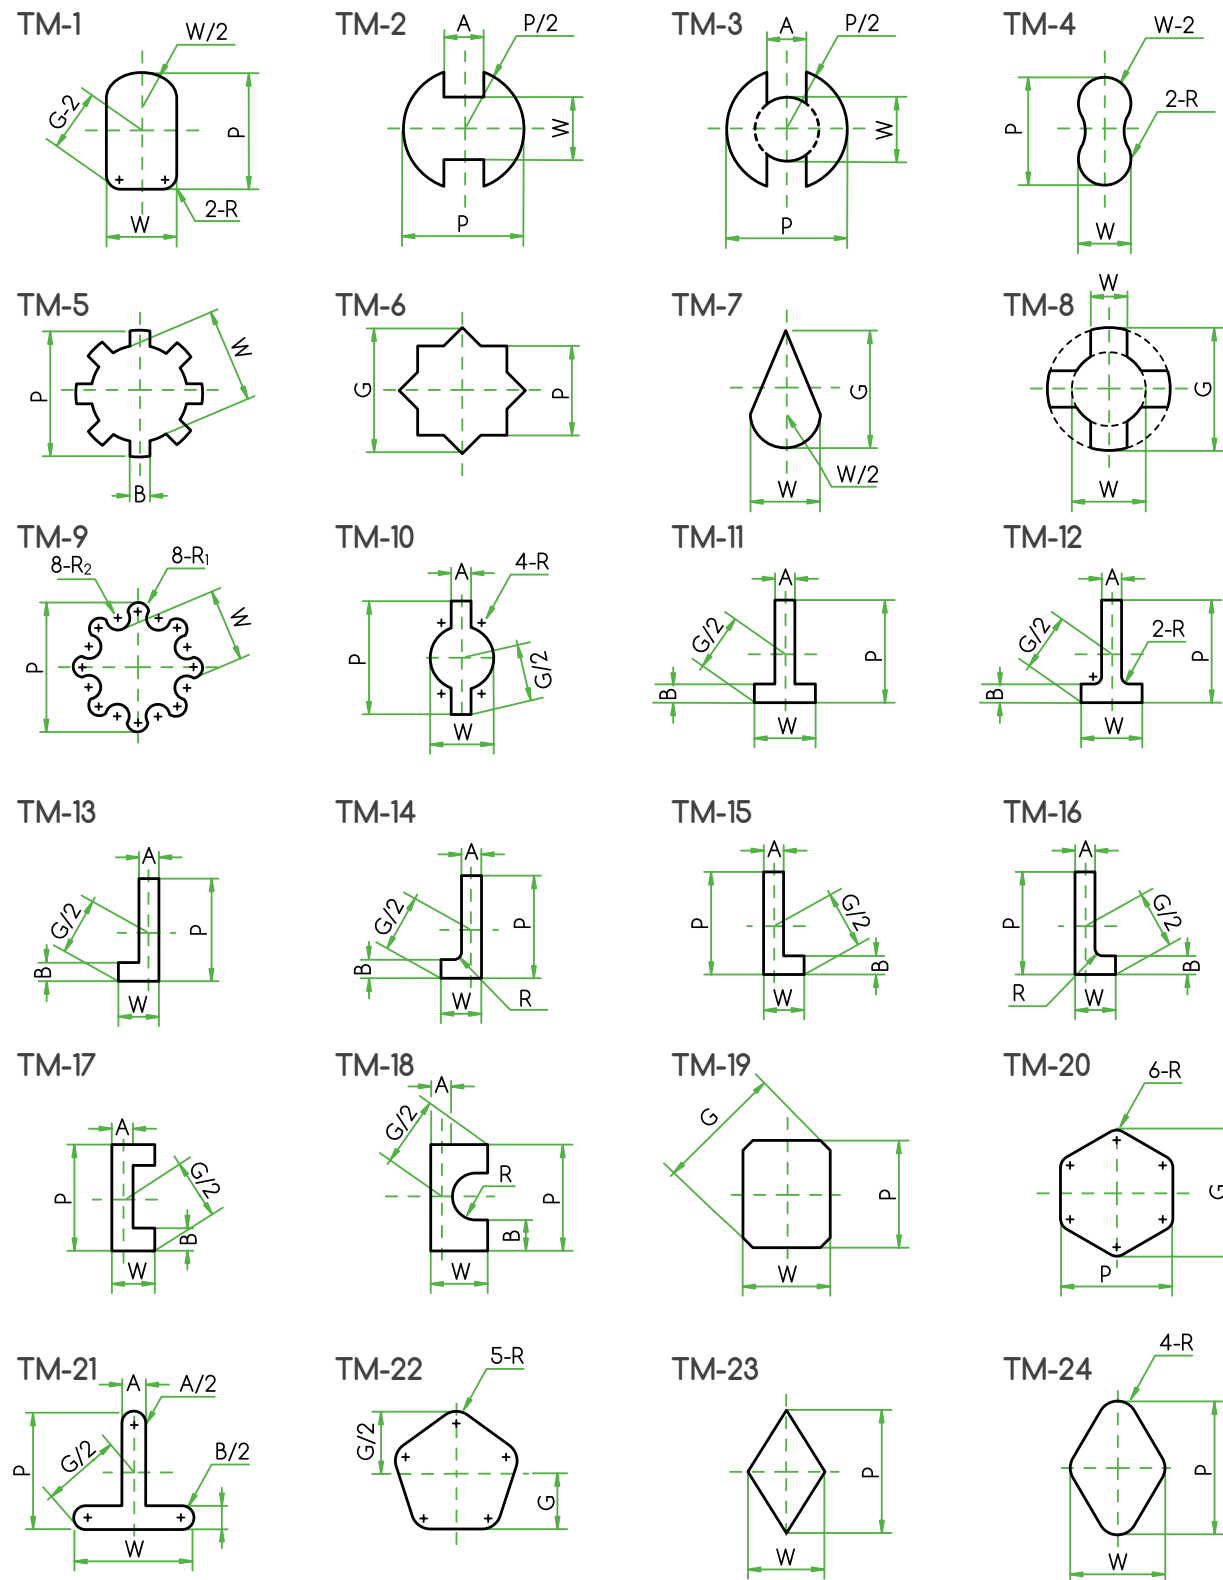 TM-1
W/2
G-2
P
2-R
W
TM-2
A
P/2
W
P
TM-3
A
P/2
W
P
TM-4
W-2
P
2-R
W
TM-5
P
W
B
TM-6
G
P
TM-7
G
W/2
W
TM-8
W
G
W
TM-9
8-R2
8-R1
P
W
TM-10
A
4-R
P
G/2
W
TM-11
A
G/2
P
B
W
TM-12
A
G/2
2-R
P
B
W
TM-13
A
G/2
P
B
W
TM-14
A
G/2
P
B
W
R
TM-15
A
P
G/2
B
W
TM-16
A
P
G/2
B
R
W
TM-17
A
P
G/2
B
W
TM-18
A
G/2
R
P
B
W
TM-19
G
P
W
TM-20
6-R
G
P
TM-21
A
A/2
P
G/2
B/2
W
TM-22
5-R
G/2
G
TM-23
P
W
TM-24
4-R
P
W